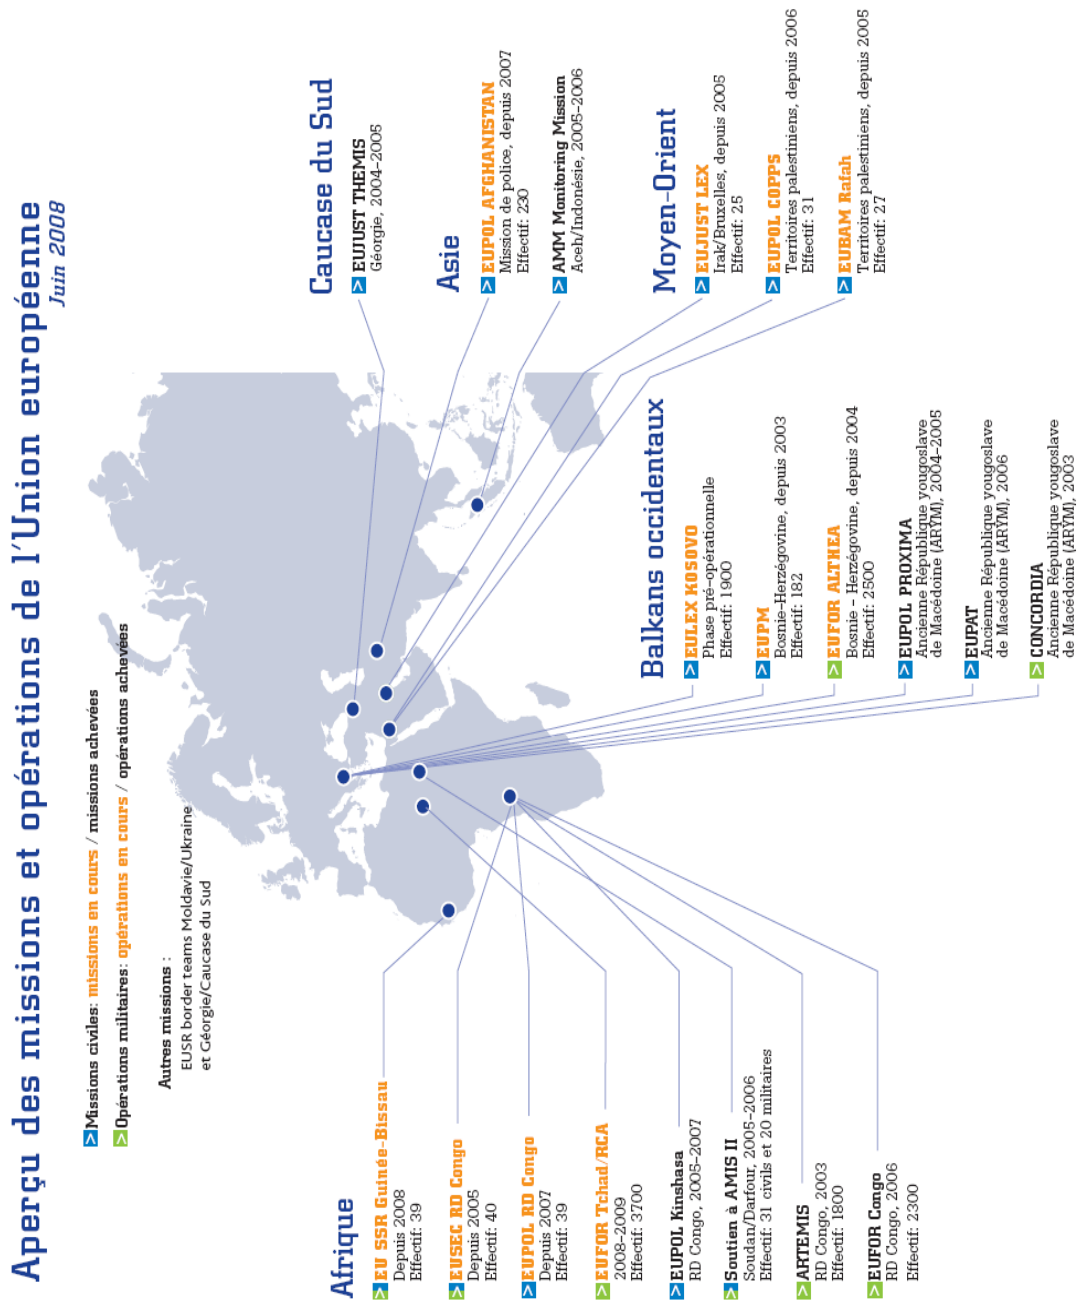 Aperçu des missions et opérations de l'Union européenne
Juin 2008
> Missions civiles: missions en cours / missions achevées
> Opérations militaires: opérations en cours / opérations achevées
Autres missions :
EUSR border teams Moldavie/Ukraine
et Géorgie/Caucase du Sud
Afrique
> EU SSR Guinée-Bissau
Depuis 2008
Effectif: 39
> EUSEC RD Congo
Depuis 2005
Effectif: 40
> EUPOL RD Congo
Depuis 2007
Effectif: 39
> EUFOR Tchad/RCA
2008-2009
Effectif: 3700
> EUPOL Kinshasa
RD Congo, 2005-2007
> Soutien à AMIS II
Soudan/Darfour, 2005-2006
Effectif: 31 civils et 20 militaires
> ARTEMIS
RD Congo, 2003
Effectif: 1800
> EUFOR Congo
RD Congo, 2006
Effectif: 2300
Balkans occidentaux
> EULEX KOSOVO
Phase pré-opérationnelle
Effectif: 1900
> EUPM
Bosnie-Herzégovine, depuis 2003
Effectif: 182
> EUFOR ALTHEA
Bosnie - Herzégovine, depuis 2004
Effectif: 2500
> EUPOL PROXIMA
Ancienne République yougoslave
de Macédoine (ARYM), 2004-2005
> EUPAT
Ancienne République yougoslave
de Macédoine (ARYM), 2006
> CONCORDIA
Ancienne République yougoslave
de Macédoine (ARYM), 2003
Caucase du Sud
> EUJUST THEMIS
Géorgie, 2004-2005
Asie
> EUPOL AFGHANISTAN
Mission de police, depuis 2007
Effectif: 230
> AMM Monitoring Mission
Aceh/Indonésie, 2005-2006
Moyen-Orient
> EUJUST LEX
Irak/Bruxelles, depuis 2005
Effectif: 25
> EUPOL COPPS
Territoires palestiniens, depuis 2006
Effectif: 31
> EUBAM Rafah
Territoires palestiniens, depuis 2005
Effectif: 27